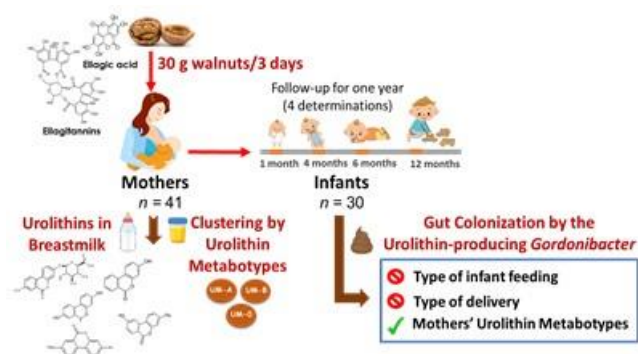 Ellagic acid
Ellagitannins
30 g walnuts/3 days
Mothers
n = 41
Follow-up for one year
(4 determinations)
1 month
4 months
6 months
12 months
Infants
n = 30
Urolithins in
Breastmilk
Clustering by
Urolithin
Metabotypes
UM-A
UM-B
UM-0
Gut Colonization by the
Urolithin-producing Gordonibacter
Type of infant feeding
Type of delivery
Mothers' Urolithin Metabotypes